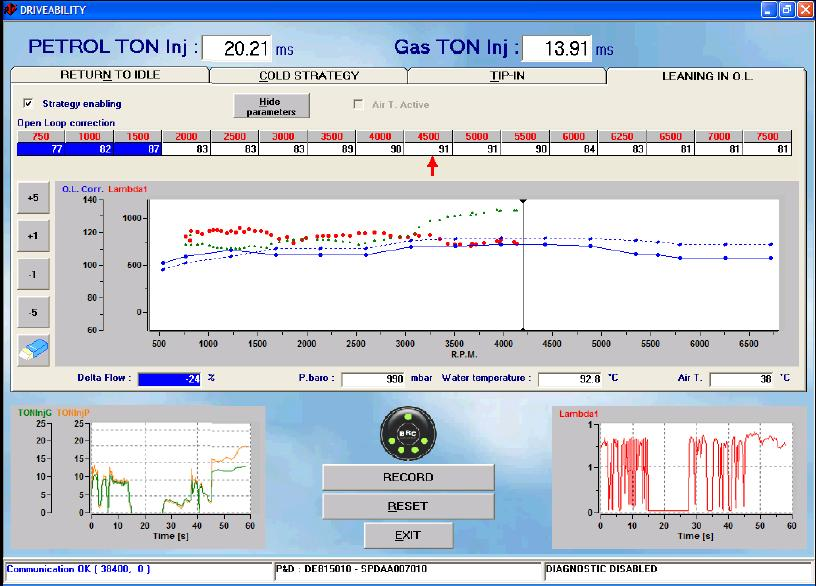 DRIVEABILITY
PETROL TON Inj : 20.21 ms Gas TON Inj : 13.91 ms
RETURN TO IDLE COLD STRATEGY TIP-IN LEANING IN O.L.
Strategy enabling Hide parameters Air T. Active
Open Loop correction
750 1000 1500 2000 2500 3000 3500 4000 4500 5000 5500 6000 6250 6500 7000 7500
77 82 87 83 83 83 89 90 91 91 90 84 83 81 81 81
O.L. Corr. Lambda1
+5
+1
-1
-5
140
120
100
80
60
1000
600
0
500 1000 1500 2000 2500 3000 3500 4000 4500 5000 5500 6000 6500
R.P.M.
Delta Flow : -24 % P.baro : 990 mbar Water temperature : 92.8 °C Air T. 38 °C
TONInjG TONInjP
25 25
20 20
15 15
10 10
5 5
0 0
0 10 20 30 40 50 60
Time [s]
BRC
RECORD
RESET
EXIT
Lambda1
1
1
0
0 10 20 30 40 50 60
Time [s]
Communication OK ( 38400, 0 ) P&D : DE815010 - SPDAA007010 DIAGNOSTIC DISABLED